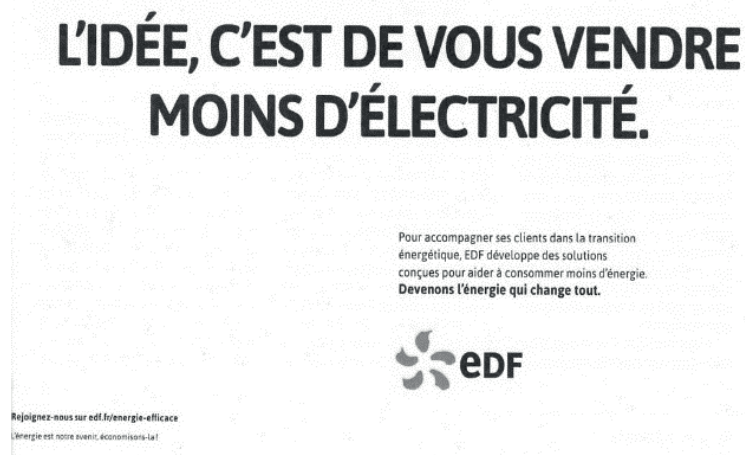 L'IDÉE, C'EST DE VOUS VENDRE
MOINS D'ÉLECTRICITÉ.
Pour accompagner ses clients dans la transition
énergétique, EDF développe des solutions
conçues pour aider à consommer moins d'énergie.
Devenons l'énergie qui change tout.
eDF
Rejoignez-nous sur edf.fr/energie-efficace
L'énergie est notre avenir, économisons-la !